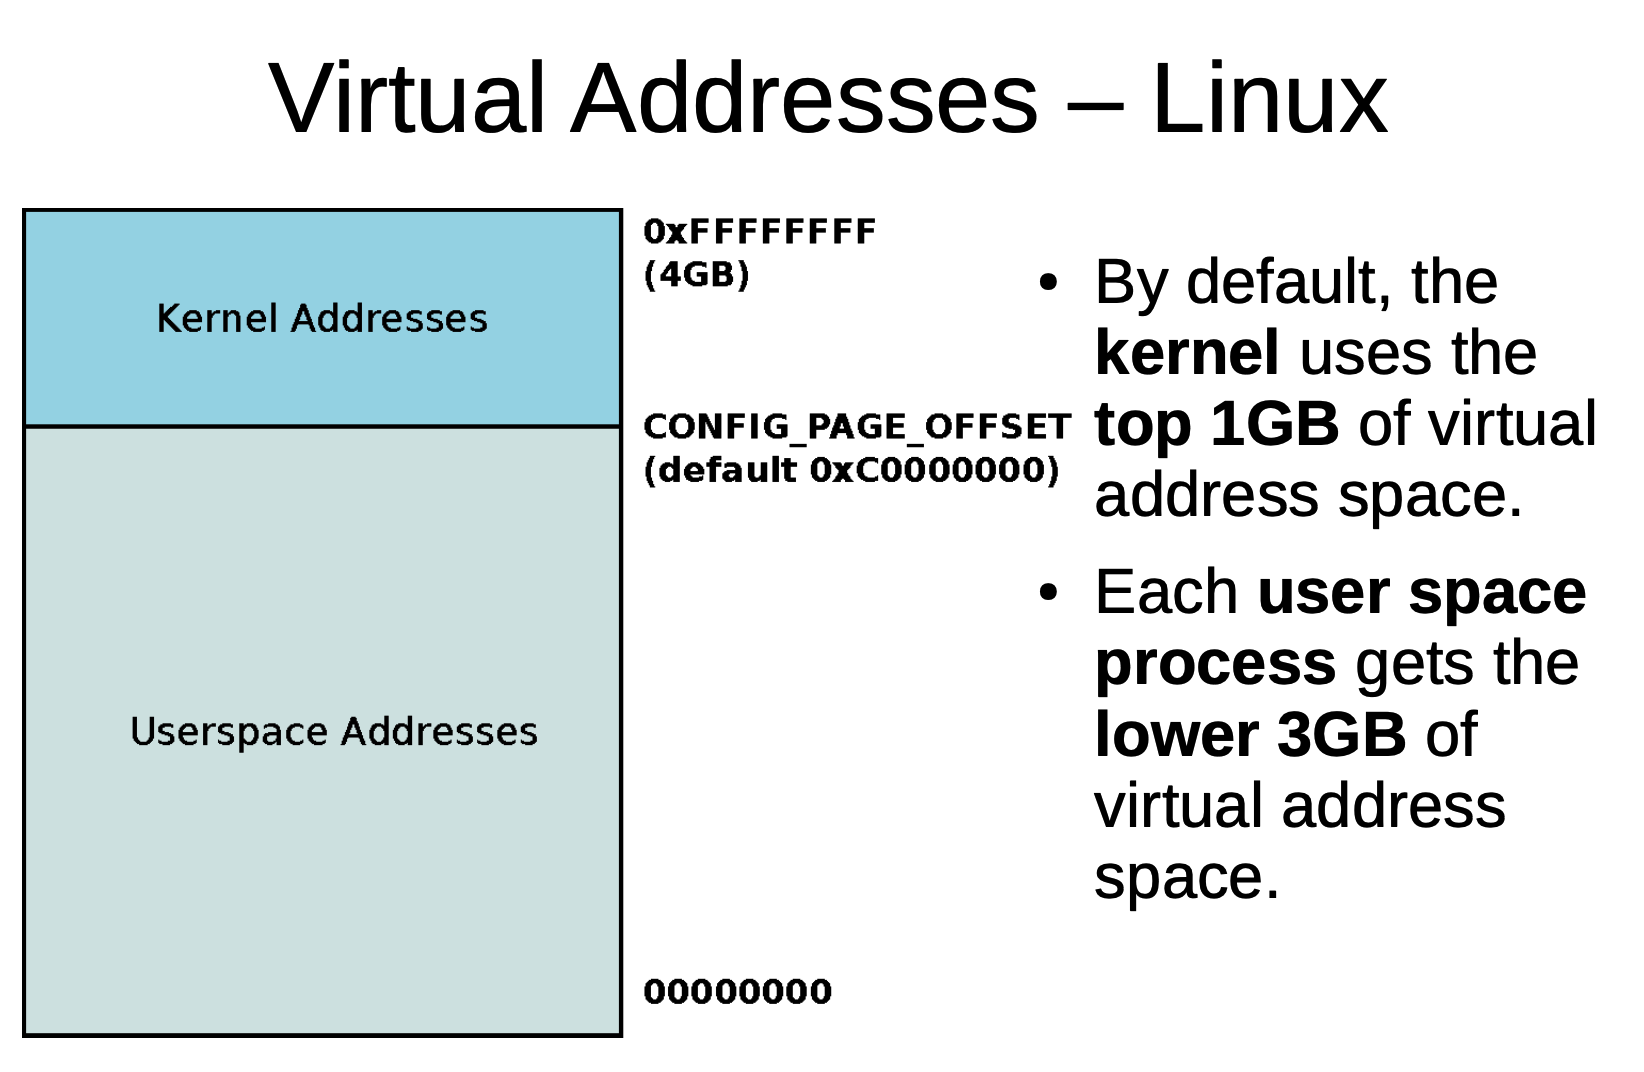 Virtual Addresses – Linux
Kernel Addresses
Userspace Addresses
0xFFFFFFFF
(4GB)
CONFIG_PAGE_OFFSET
(default 0xC0000000)
00000000
• By default, the
kernel uses the
top 1GB of virtual
address space.
• Each user space
process gets the
lower 3GB of
virtual address
space.